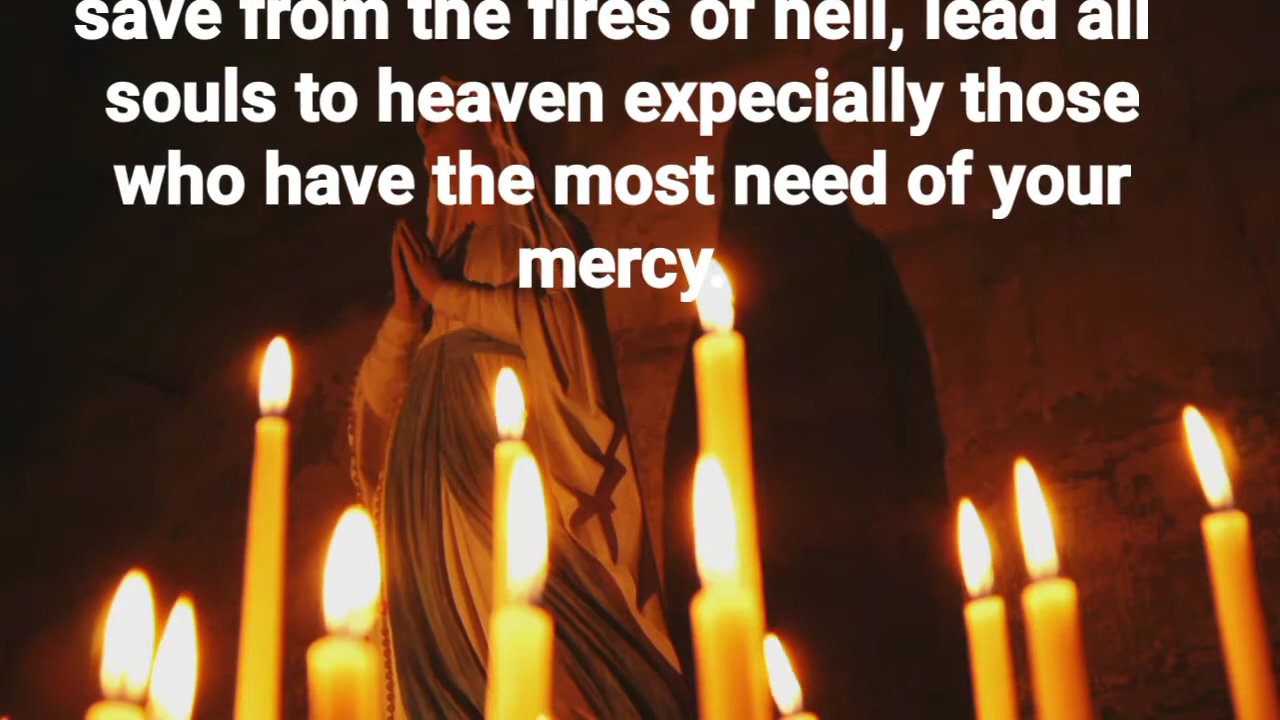 save from the fires of hell, lead all
souls to heaven expecially those
who have the most need of your
mercy.